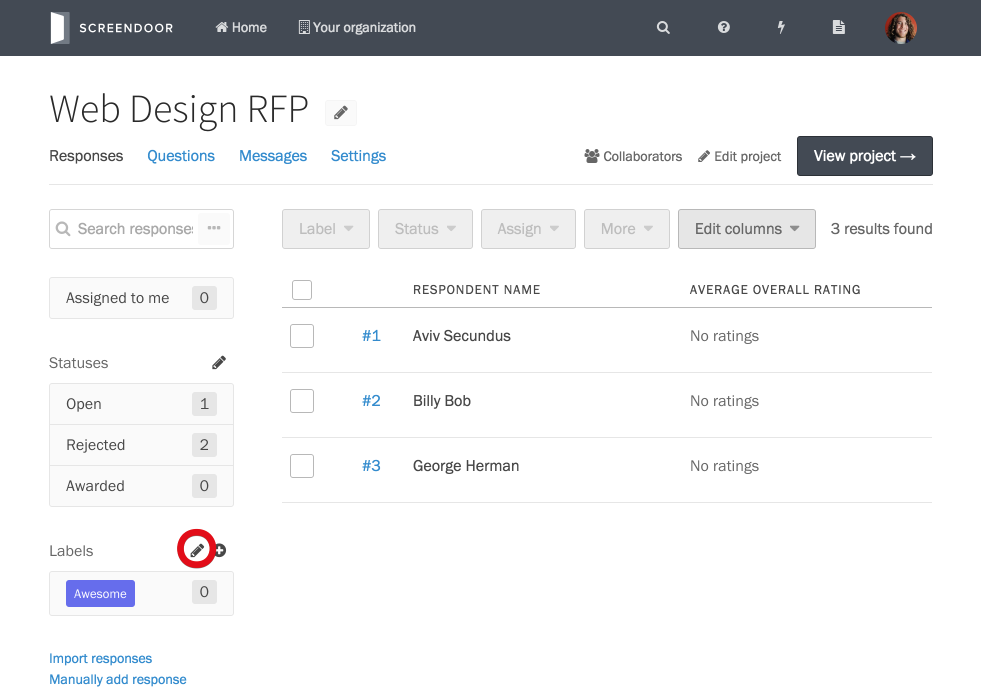 SCREENDOOR Home Your organization
Web Design RFP
Responses Questions Messages Settings Collaborators Edit project View project →
Search responses ... Label Status Assign More Edit columns 3 results found
Assigned to me 0
RESPONDENT NAME AVERAGE OVERALL RATING
#1 Aviv Secundus No ratings
Statuses
Open 1
#2 Billy Bob No ratings
Rejected 2
#3 George Herman No ratings
Awarded 0
Labels
Awesome 0
Import responses
Manually add response